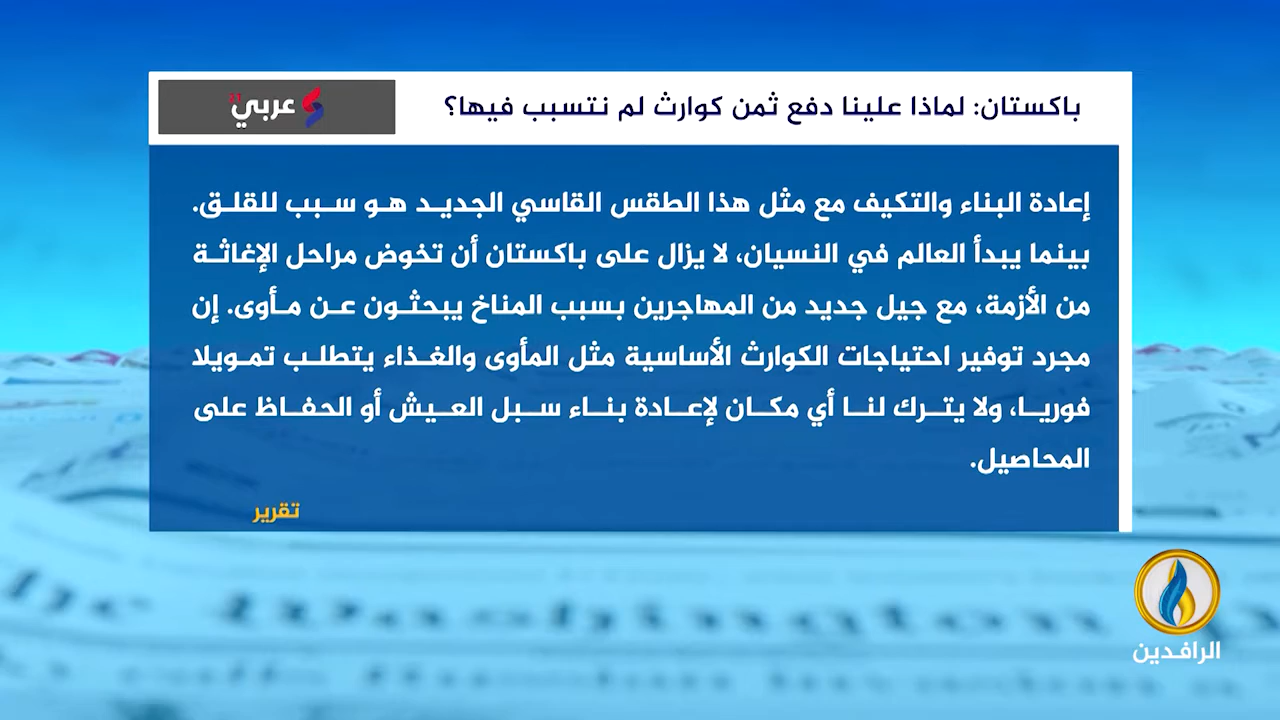 باكستان: لماذا علينا دفع ثمن كوارث لم نتسبب فيها؟
عربي21
إعادة البناء والتكيف مع مثل هذا الطقس القاسي الجديد هو سبب للقلق.
بينما يبدأ العالم في النسيان، لا يزال على باكستان أن تخوض مراحل الإغاثة
من الأزمة، مع جيل جديد من المهاجرين بسبب المناخ يبحثون عن مأوى. إن
مجرد توفير احتياجات الكوارث الأساسية مثل المأوى والغذاء يتطلب تمويلا
فوريا، ولا يترك لنا أي مكان لإعادة بناء سبل العيش أو الحفاظ على
المحاصيل.
تقرير
الرافدين